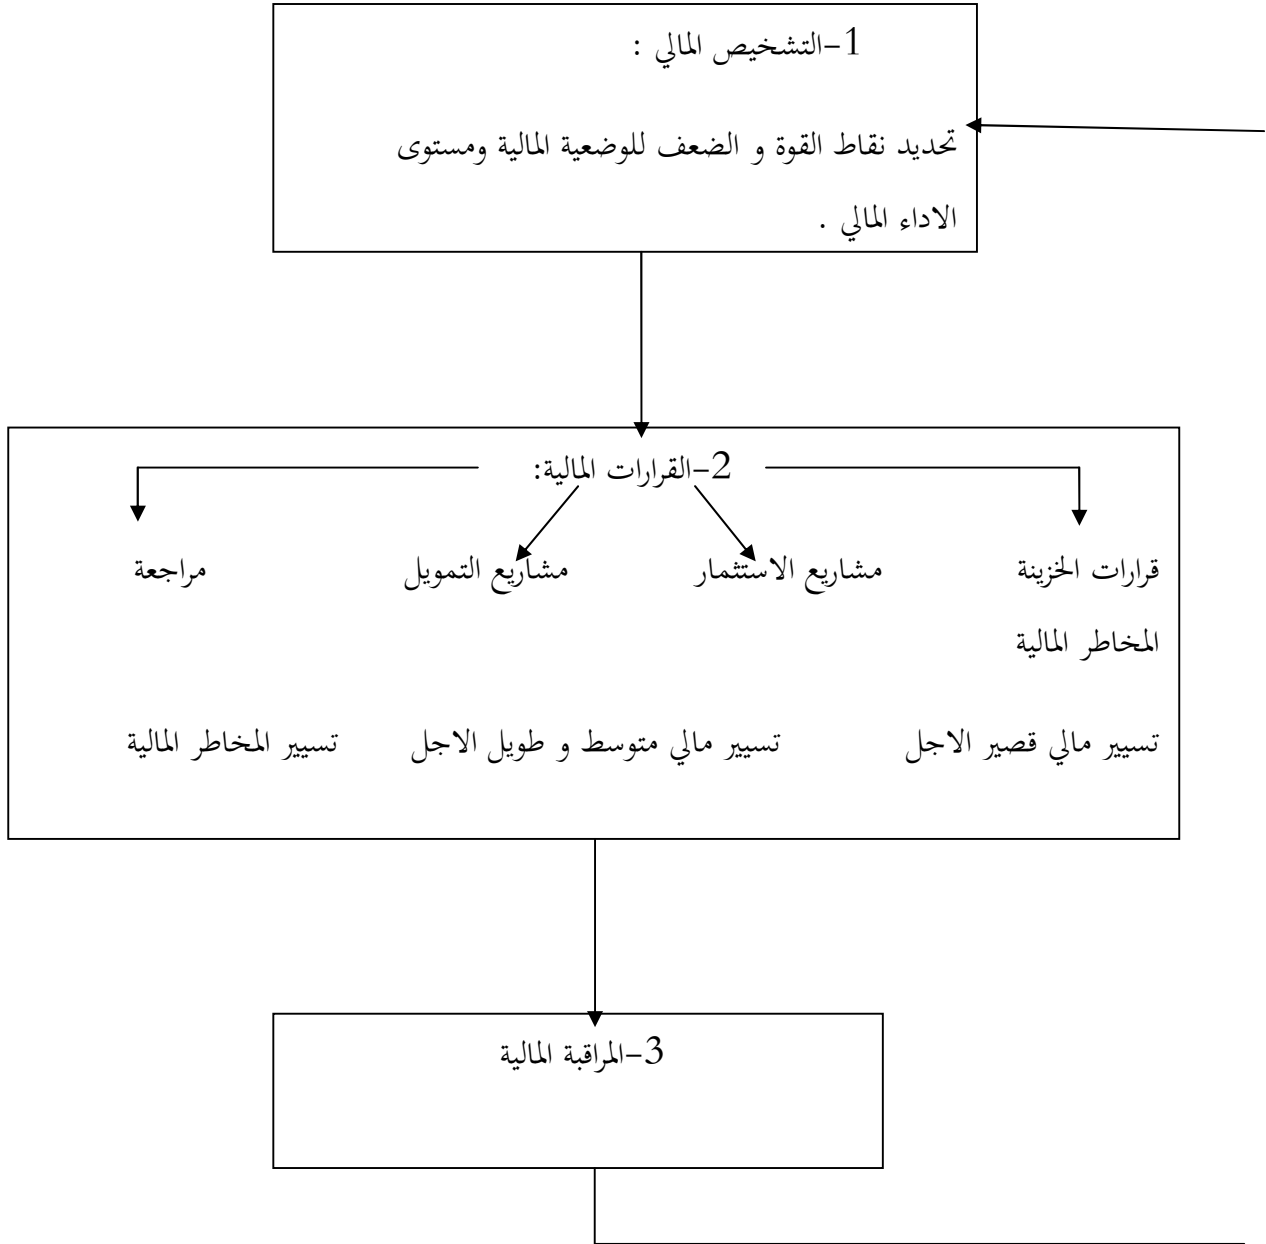 1-التشخيص المالي :
تحديد نقاط القوة و الضعف للوضعية المالية ومستوى
الاداء المالي .
2-القرارات المالية:
قرارات الخزينة مشاريع الاستثمار مشاريع التمويل مراجعة
المخاطر المالية
تسيير مالي قصير الاجل تسيير مالي متوسط و طويل الاجل تسيير المخاطر المالية
3-المراقبة المالية